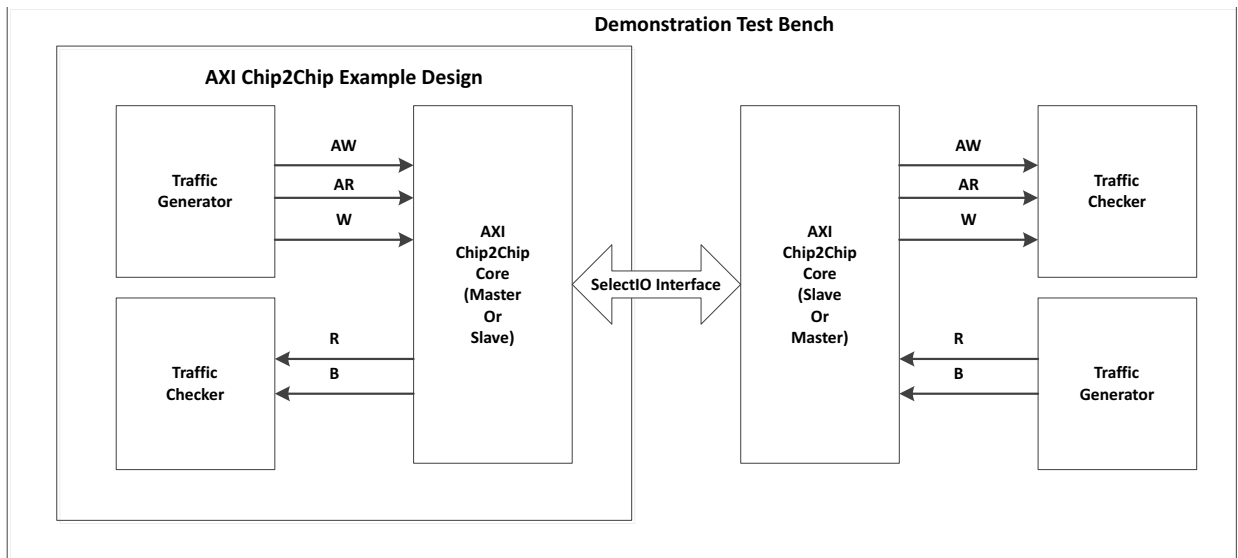 Demonstration Test Bench
AXI Chip2Chip Example Design
Traffic
Generator
AW
AR
W
Traffic
Checker
R
B
AXI
Chip2Chip
Core
(Master
Or
Slave)
SelectIO Interface
AXI
Chip2Chip
Core
(Slave
Or
Master)
AW
AR
W
Traffic
Checker
R
B
Traffic
Generator